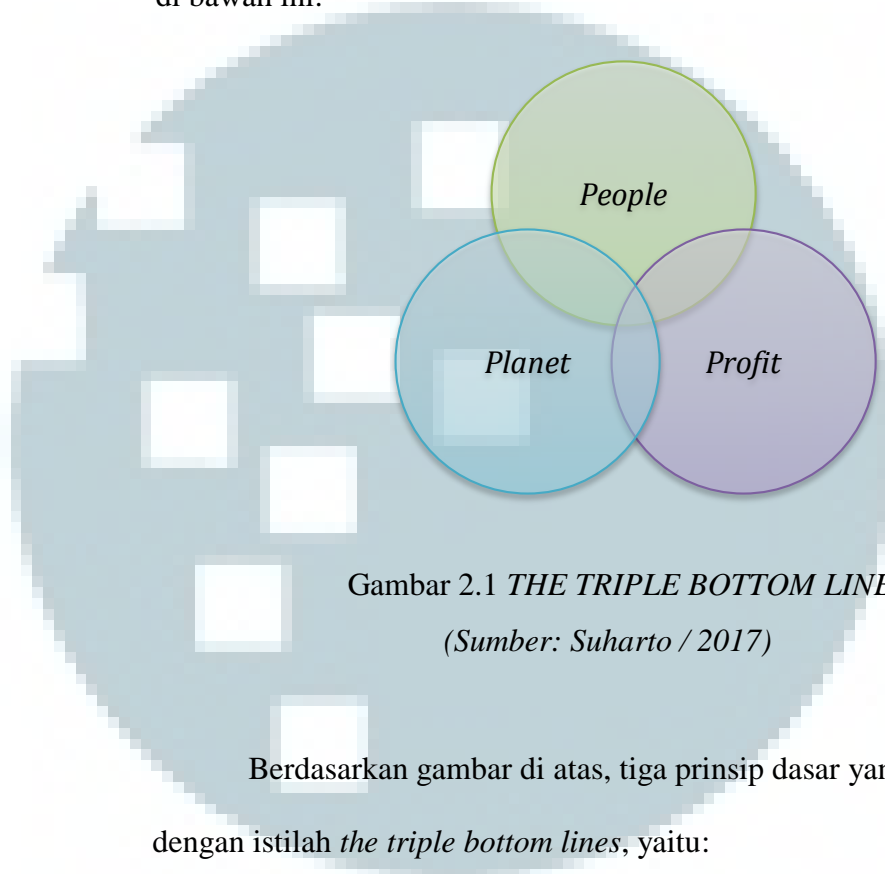 di bawah ini:
People
Planet
Profit
Gambar 2.1 THE TRIPLE BOTTOM LINE
(Sumber: Suharto / 2017)
Berdasarkan gambar di atas, tiga prinsip dasar yan
dengan istilah the triple bottom lines, yaitu: